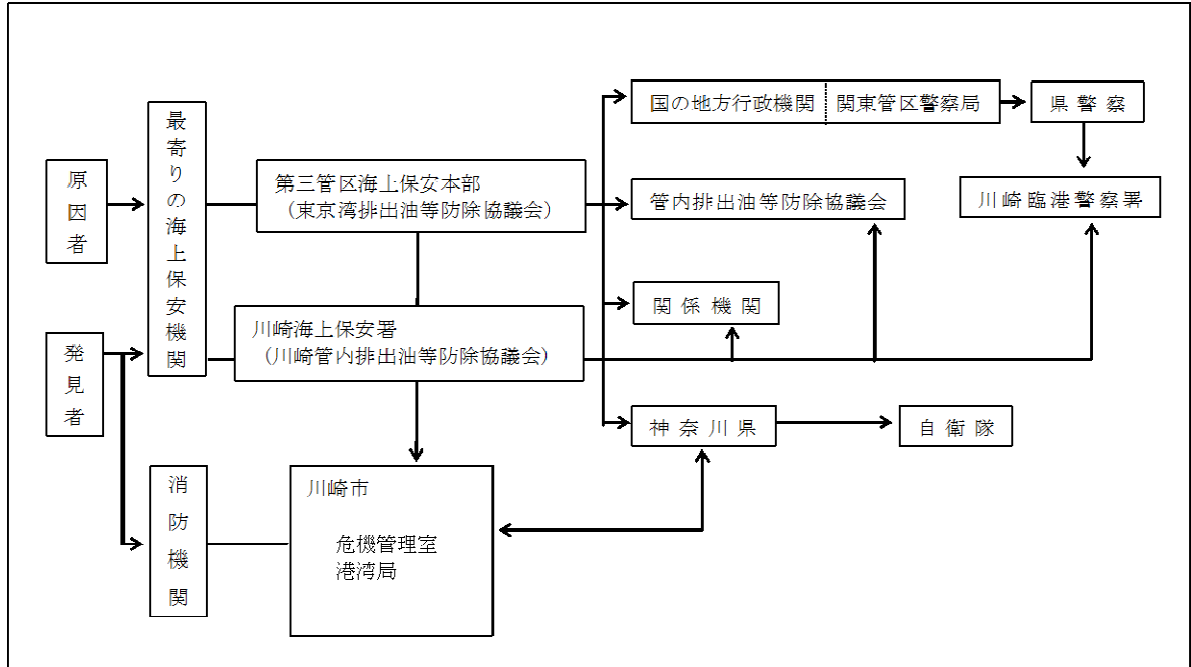 原因者
発見者
最寄りの海上保安機関
消防機関
第三管区海上保安本部
（東京湾排出油等防除協議会）
川崎海上保安署
（川崎管内排出油等防除協議会）
川崎市
危機管理室
港湾局
国の地方行政機関
関東管区警察局
県警察
管内排出油等防除協議会
川崎臨港警察署
関係機関
神奈川県
自衛隊